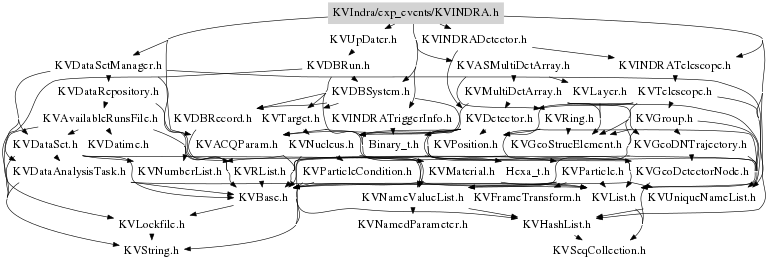 KVIndra/exp_events/KVINDRA.h
KVUpDater.h KVINDRADetector.h
KVDataSetManager.h KVDBRun.h KVASMultiDetArray.h KVINDRATelescope.h
KVDataRepository.h KVDBSystem.h KVMultiDetArray.h KVLayer.h KVTelescope.h
KVAvailableRunsFile.h KVDBRecord.h KVTarget.h KVINDRATriggerInfo.h KVDetector.h KVRing.h KVGroup.h
KVDataSet.h KVDatime.h KVACQParam.h KVNucleus.h Binary_t.h KVPosition.h KVGeoStrucElement.h KVGeoDNTrajectory.h
KVDataAnalysisTask.h KVNumberList.h KVRList.h KVParticleCondition.h KVMaterial.h Hexa_t.h KVParticle.h KVGeoDetectorNode.h
KVBase.h KVNameValueList.h KVFrameTransform.h KVList.h KVUniqueNameList.h
KVLockfile.h KVNamedParameter.h KVHashList.h
KVString.h KVSeqCollection.h